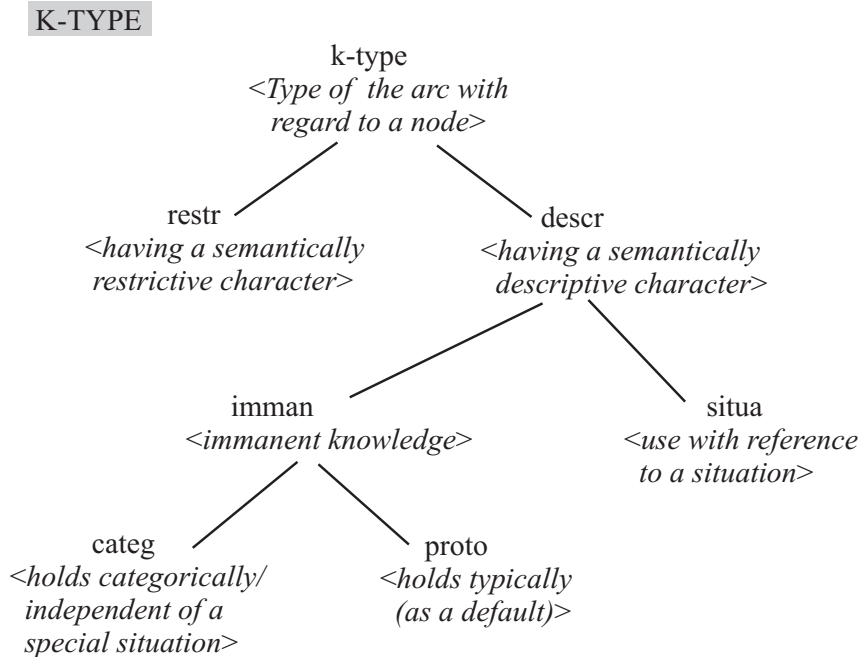 K-TYPE
k-type
<Type of the arc with
regard to a node>
restr
<having a semantically
restrictive character>
descr
<having a semantically
descriptive character>
imman
<immanent knowledge>
situa
<use with reference
to a situation>
categ
<holds categorically/
independent of a
special situation>
proto
<holds typically
(as a default)>